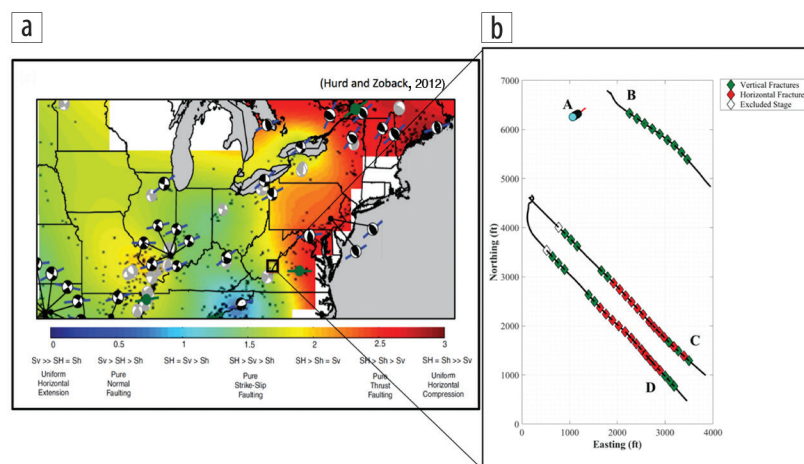 a
b
(Hurd and Zoback, 2012)
0 0.5 1 1.5 2 2.5 3
Sv >> SH = Sh
Sv > SH > Sh
SH = Sv > Sh
SH > Sv > Sh
SH > Sh = Sv
SH > Sh > Sv
SH = Sh >> Sv
Uniform
Horizontal
Extension
Pure
Normal
Faulting
Pure
Strike-Slip
Faulting
Pure
Thrust
Faulting
Uniform
Horizontal
Compression
Vertical Fractures
Horizontal Fracture
Excluded Stage
Northing (ft)
7000
6000
5000
4000
3000
2000
1000
0
A
B
C
D
0 1000 2000 3000 4000
Easting (ft)